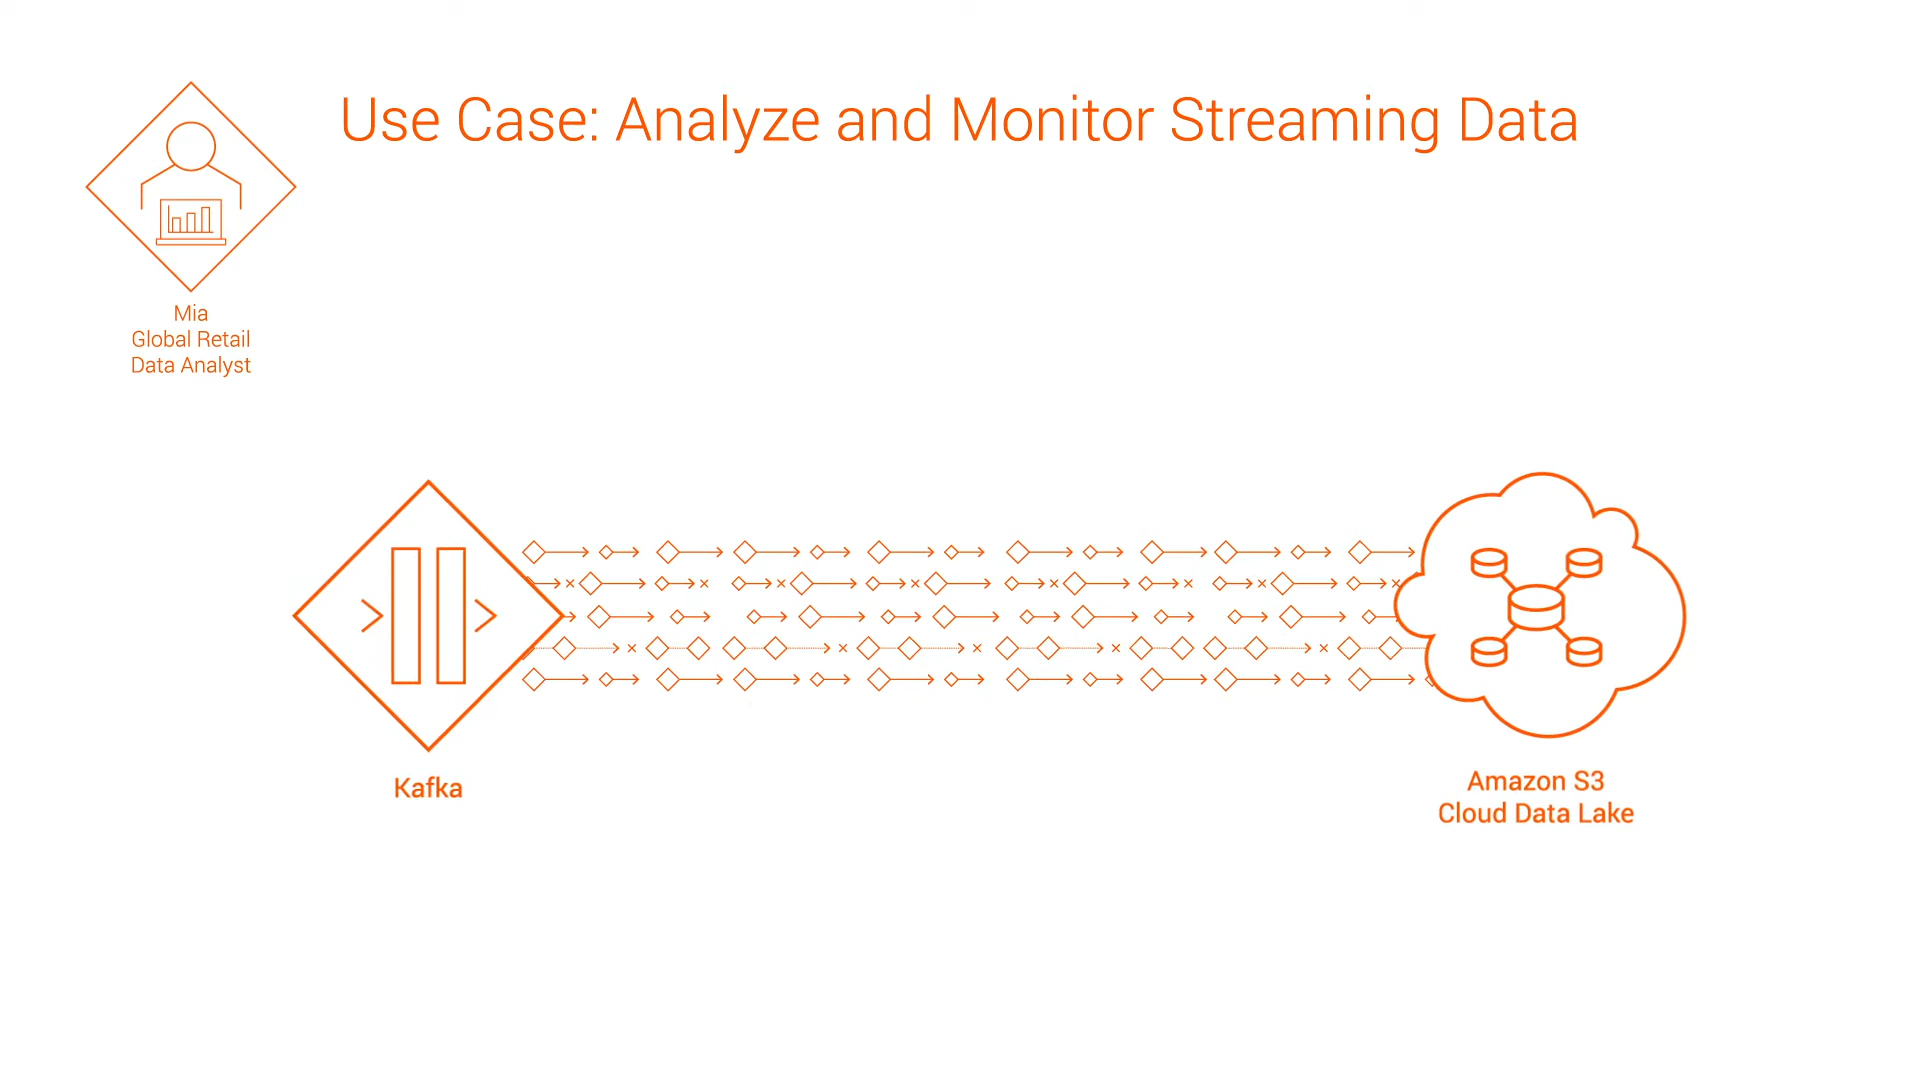 Use Case: Analyze and Monitor Streaming Data
Mia
Global Retail
Data Analyst
Kafka
Amazon S3
Cloud Data Lake